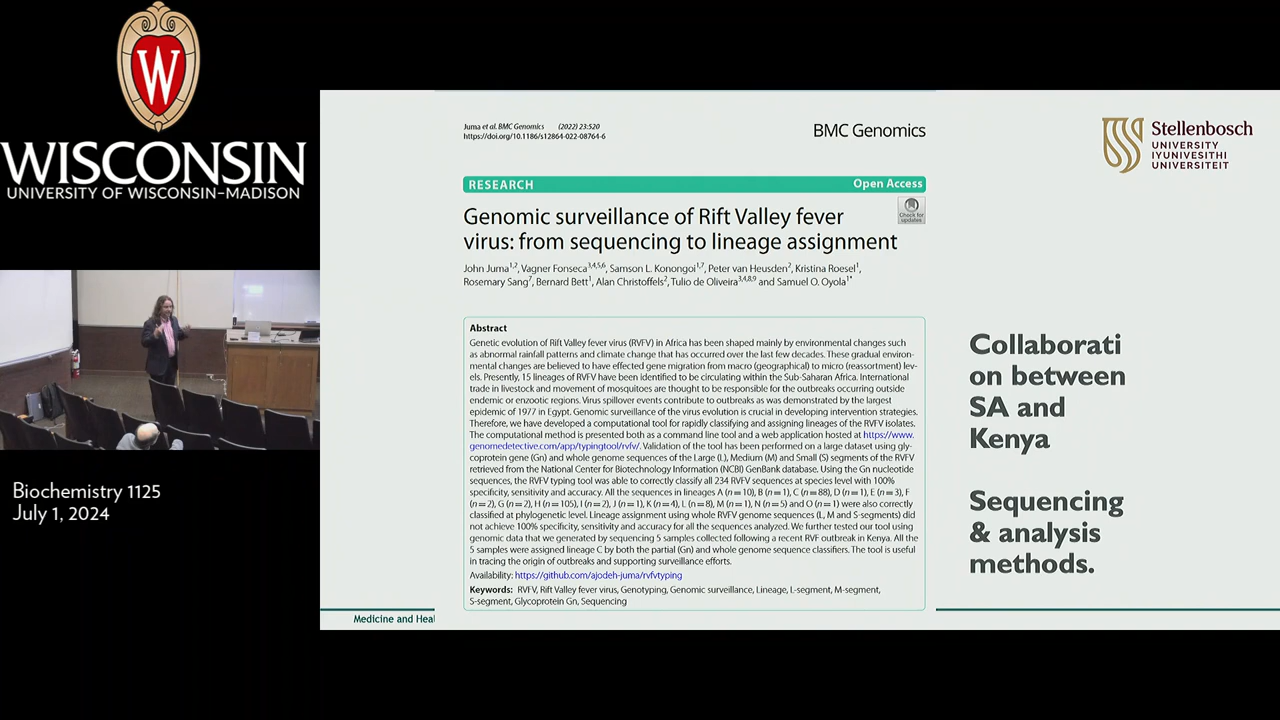 W
WISCONSIN
UNIVERSITY OF WISCONSIN–MADISON
Biochemistry 1125
July 1, 2024
Juma et al. BMC Genomics (2022) 23:520
https://doi.org/10.1186/s12864-022-08764-6
BMC Genomics
RESEARCH
Open Access
Check for
updates
Genomic surveillance of Rift Valley fever
virus: from sequencing to lineage assignment
John Juma1,2, Vagner Fonseca3,4,5,6, Samson L. Konongoi1,7, Peter van Heusden2, Kristina Roesel1,
Rosemary Sang7, Bernard Bett1, Alan Christoffels2, Tulio de Oliveira3,4,8,9 and Samuel O. Oyola1*
Abstract
Genetic evolution of Rift Valley fever virus (RVFV) in Africa has been shaped mainly by environmental changes such
as abnormal rainfall patterns and climate change that has occurred over the last few decades. These gradual environ-
mental changes are believed to have effected gene migration from macro (geographical) to micro (reassortment) lev-
els. Presently, 15 lineages of RVFV have been identified to be circulating within the Sub-Saharan Africa. International
trade in livestock and movement of mosquitoes are thought to be responsible for the outbreaks occurring outside
endemic or enzootic regions. Virus spillover events contribute to outbreaks as was demonstrated by the largest
epidemic of 1977 in Egypt. Genomic surveillance of the virus evolution is crucial in developing intervention strategies.
Therefore, we have developed a computational tool for rapidly classifying and assigning lineages of the RVFV isolates.
The computational method is presented both as a command line tool and a web application hosted at https://www.
genomedetective.com/app/typingtool/rvfv/. Validation of the tool has been performed on a large dataset using gly-
coprotein gene (Gn) and whole genome sequences of the Large (L), Medium (M) and Small (S) segments of the RVFV
retrieved from the National Center for Biotechnology Information (NCBI) GenBank database. Using the Gn nucleotide
sequences, the RVFV typing tool was able to correctly classify all 234 RVFV sequences at species level with 100%
specificity, sensitivity and accuracy. All the sequences in lineages A (n = 10), B (n = 1), C (n = 88), D (n = 1), E (n = 3), F
(n = 2), G (n = 2), H (n = 105), I (n = 2), J (n = 1), K (n = 4), L (n = 8), M (n = 1), N (n = 5) and O (n = 1) were also correctly
classified at phylogenetic level. Lineage assignment using whole RVFV genome sequences (L, M and S-segments) did
not achieve 100% specificity, sensitivity and accuracy for all the sequences analyzed. We further tested our tool using
genomic data that we generated by sequencing 5 samples collected following a recent RVF outbreak in Kenya. All the
5 samples were assigned lineage C by both the partial (Gn) and whole genome sequence classifiers. The tool is useful
in tracing the origin of outbreaks and supporting surveillance efforts.
Availability: https://github.com/ajodeh-juma/rvfvtyping
Keywords: RVFV, Rift Valley fever virus, Genotyping, Genomic surveillance, Lineage, L-segment, M-segment,
S-segment, Glycoprotein Gn, Sequencing
Medicine and Heal
Stellenbosch
UNIVERSITY
IYUNIVESITHI
UNIVERSITEIT
Collaborati
on between
SA and
Kenya
Sequencing
& analysis
methods.